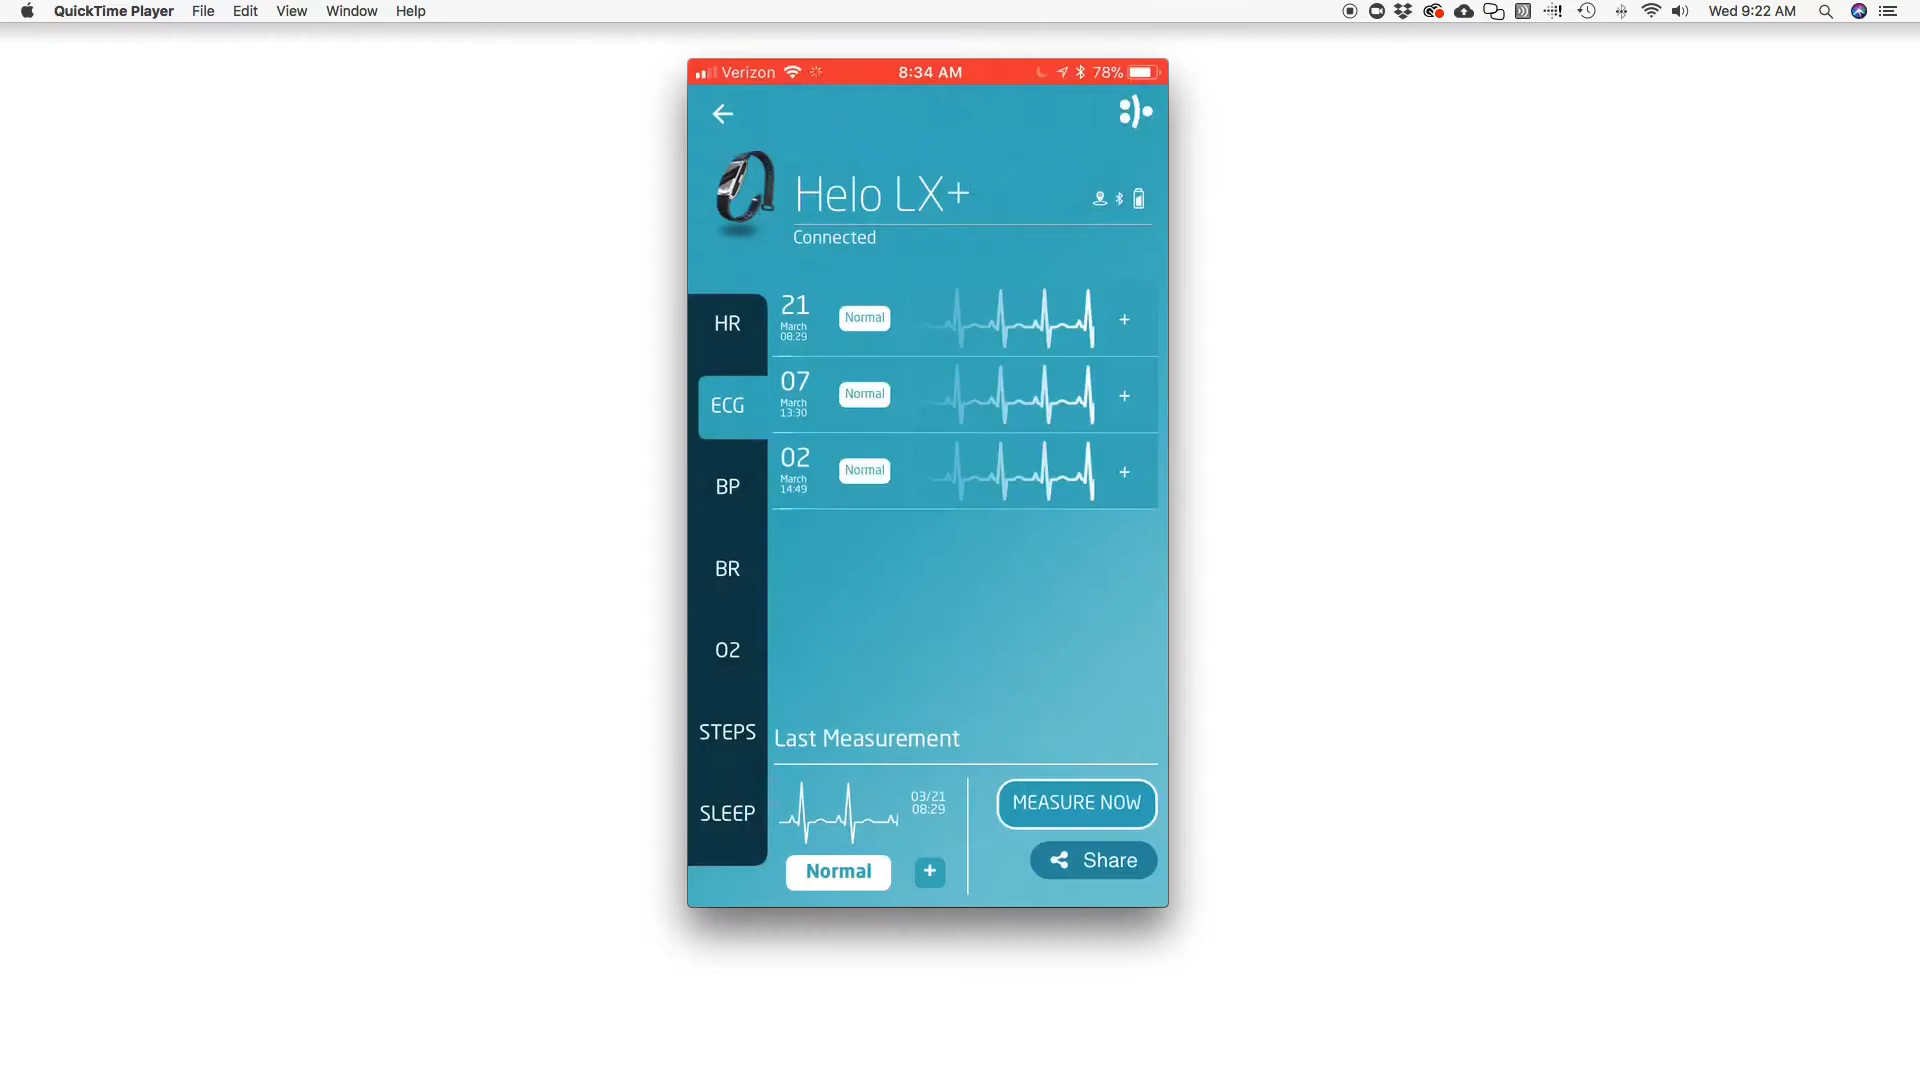 QuickTime Player File Edit View Window Help Wed 9:22 AM
Verizon 8:34 AM 78%
Helo LX+
Connected
HR
ECG
BP
BR
O2
STEPS
SLEEP
21
March
08:29
Normal
+
07
March
13:30
Normal
+
02
March
14:49
Normal
+
Last Measurement
03/21
08:29
Normal
+
MEASURE NOW
Share